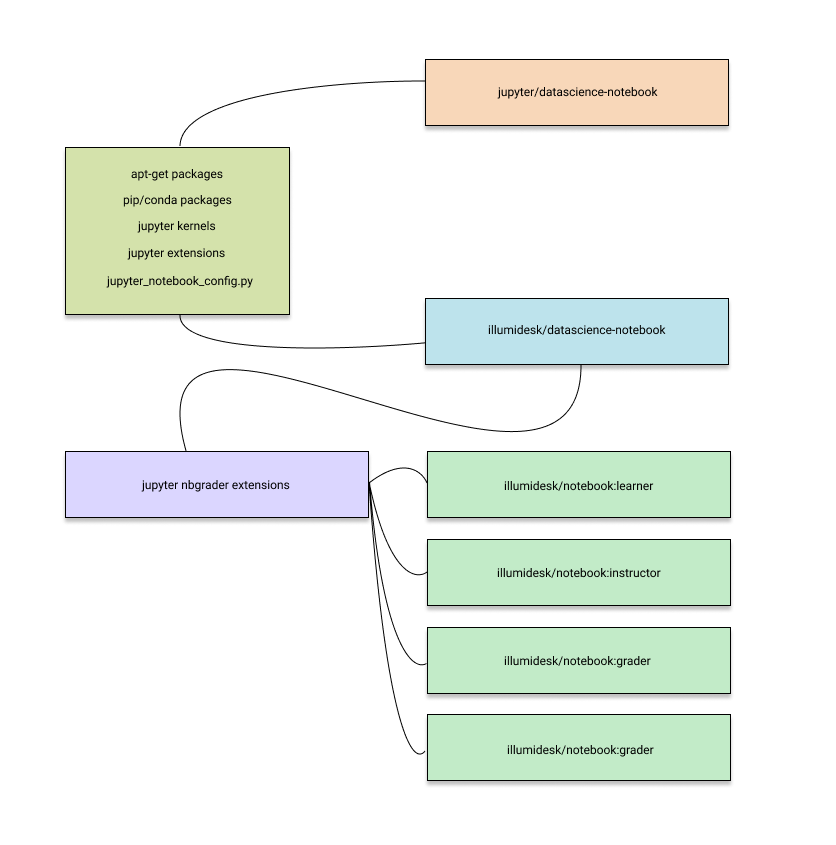 jupyter/datascience-notebook
apt-get packages
pip/conda packages
jupyter kernels
jupyter extensions
jupyter_notebook_config.py
illumidesk/datascience-notebook
jupyter nbgrader extensions
illumidesk/notebook:learner
illumidesk/notebook:instructor
illumidesk/notebook:grader
illumidesk/notebook:grader